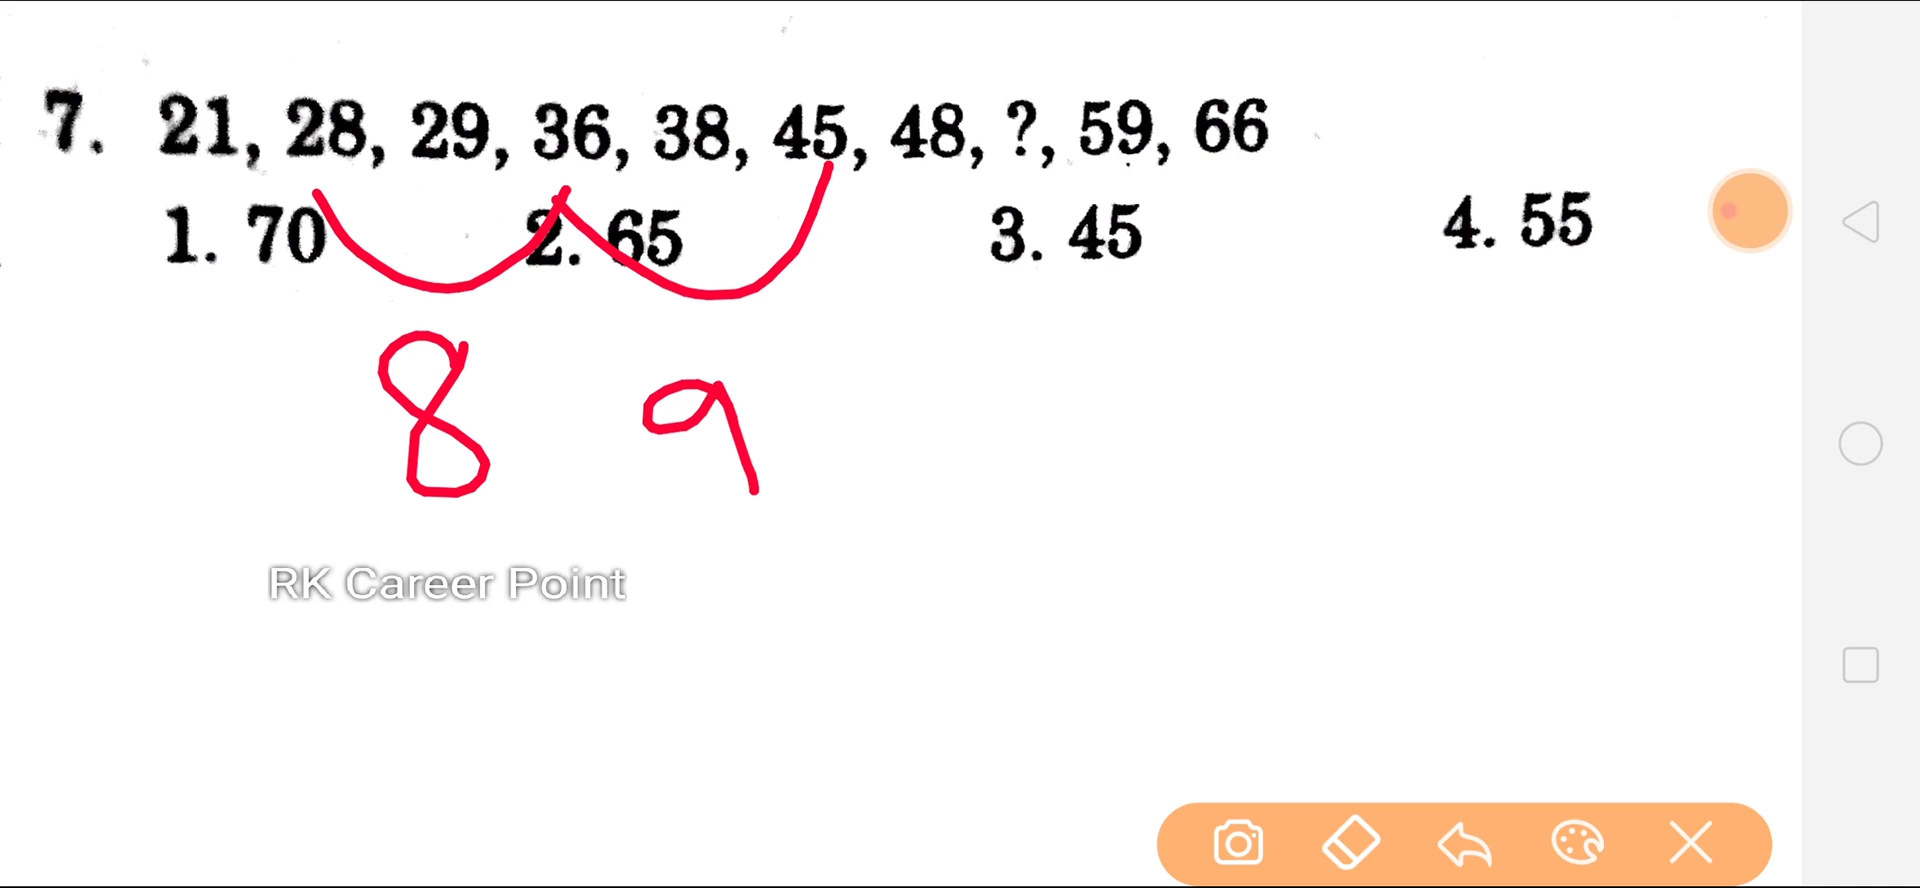 7. 21, 28, 29, 36, 38, 45, 48, ?, 59, 66
1. 70 2. 65 3. 45 4. 55
8 9
RK Career Point